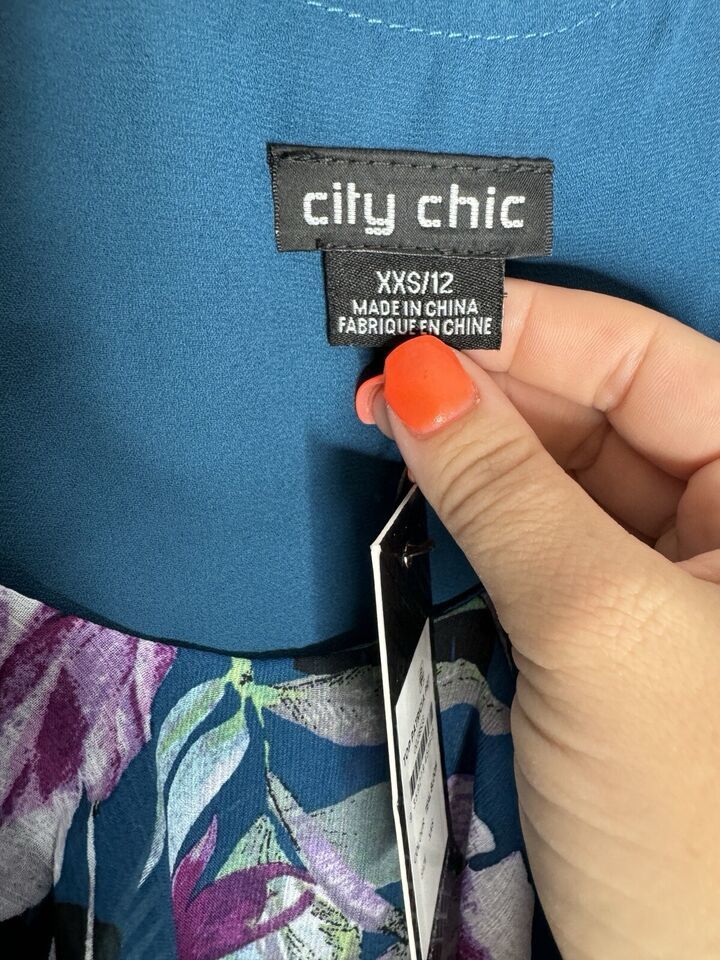 city chic
XXS/12
MADE IN CHINA
FABRIQUE EN CHINE